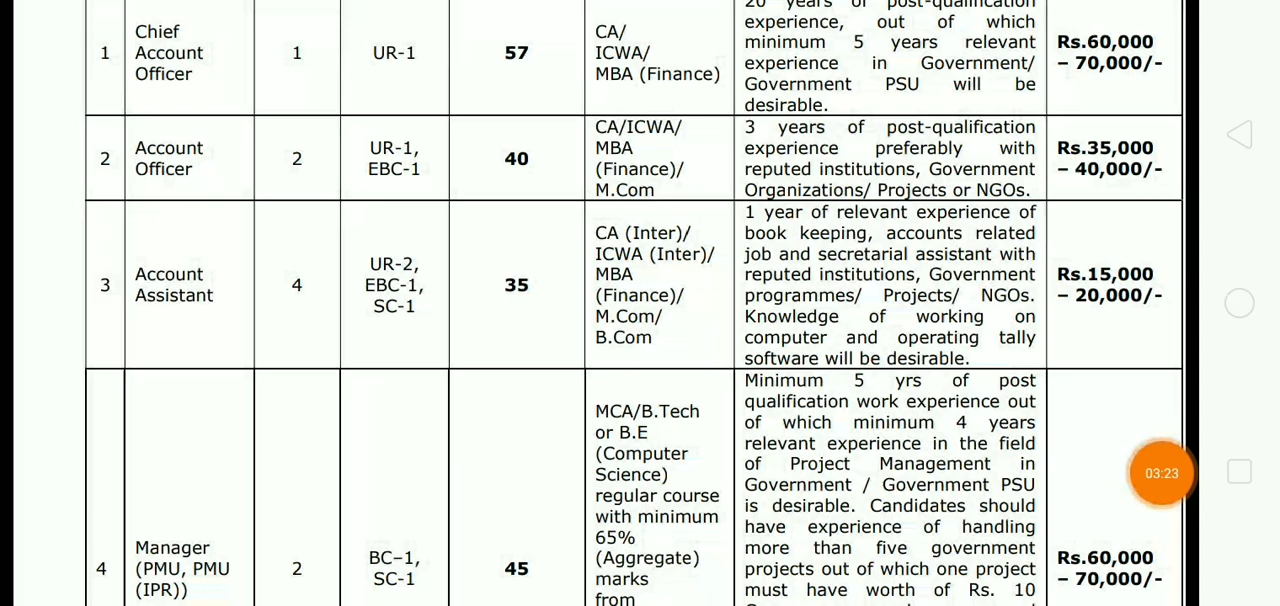 20 years of post-qualification
experience, out of which
minimum 5 years relevant
experience in Government/
Government PSU will be
desirable.
1
Chief
Account
Officer
1
UR-1
57
CA/
ICWA/
MBA (Finance)
Rs.60,000
– 70,000/-
2
Account
Officer
2
UR-1,
EBC-1
40
CA/ICWA/
MBA
(Finance)/
M.Com
3 years of post-qualification
experience preferably with
reputed institutions, Government
Organizations/ Projects or NGOs.
Rs.35,000
– 40,000/-
3
Account
Assistant
4
UR-2,
EBC-1,
SC-1
35
CA (Inter)/
ICWA (Inter)/
MBA
(Finance)/
M.Com/
B.Com
1 year of relevant experience of
book keeping, accounts related
job and secretarial assistant with
reputed institutions, Government
programmes/ Projects/ NGOs.
Knowledge of working on
computer and operating tally
software will be desirable.
Rs.15,000
– 20,000/-
4
Manager
(PMU, PMU
(IPR))
2
BC–1,
SC-1
45
MCA/B.Tech
or B.E
(Computer
Science)
regular course
with minimum
65%
(Aggregate)
marks
from
Minimum 5 yrs of post
qualification work experience out
of which minimum 4 years
relevant experience in the field
of Project Management in
Government / Government PSU
is desirable. Candidates should
have experience of handling
more than five government
projects out of which one project
must have worth of Rs. 10
Rs.60,000
– 70,000/-
03:23